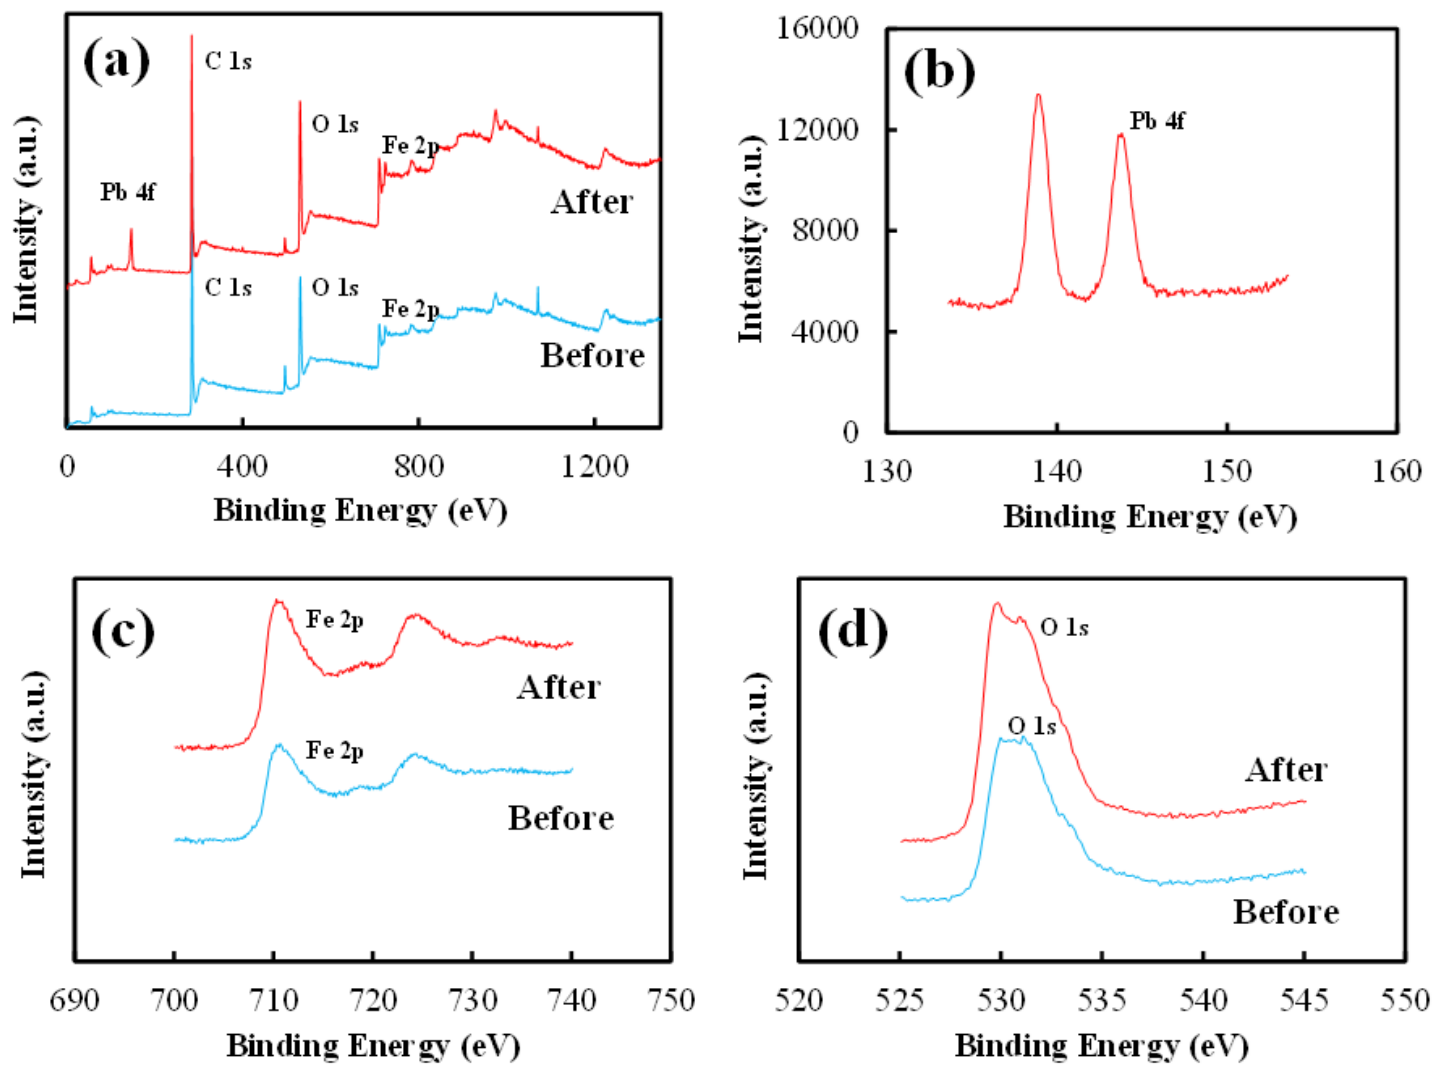 (a)
C 1s
O 1s
Fe 2p
Pb 4f
After
C 1s
O 1s
Fe 2p
Before
Intensity (a.u.)
0 400 800 1200
Binding Energy (eV)
(b)
Pb 4f
16000
12000
8000
4000
0
Intensity (a.u.)
130 140 150 160
Binding Energy (eV)
(c)
Fe 2p
After
Fe 2p
Before
Intensity (a.u.)
690 700 710 720 730 740 750
Binding Energy (eV)
(d)
O 1s
O 1s
After
Before
Intensity (a.u.)
520 525 530 535 540 545 550
Binding Energy (eV)